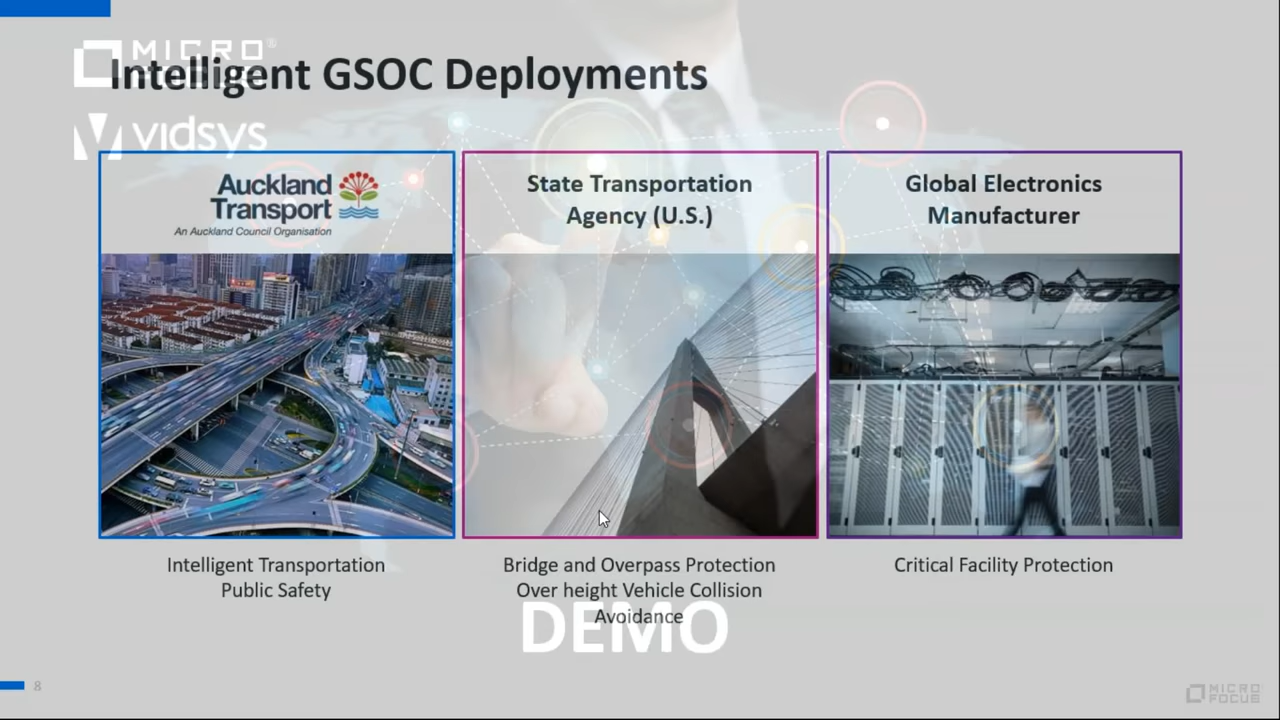 MICRO
FOCUS
Intelligent GSOC Deployments
vidsys
Auckland
Transport
An Auckland Council Organisation
State Transportation
Agency (U.S.)
Global Electronics
Manufacturer
Intelligent Transportation
Public Safety
Bridge and Overpass Protection
Over height Vehicle Collision
Avoidance
Critical Facility Protection
DEMO
8
MICRO
FOCUS